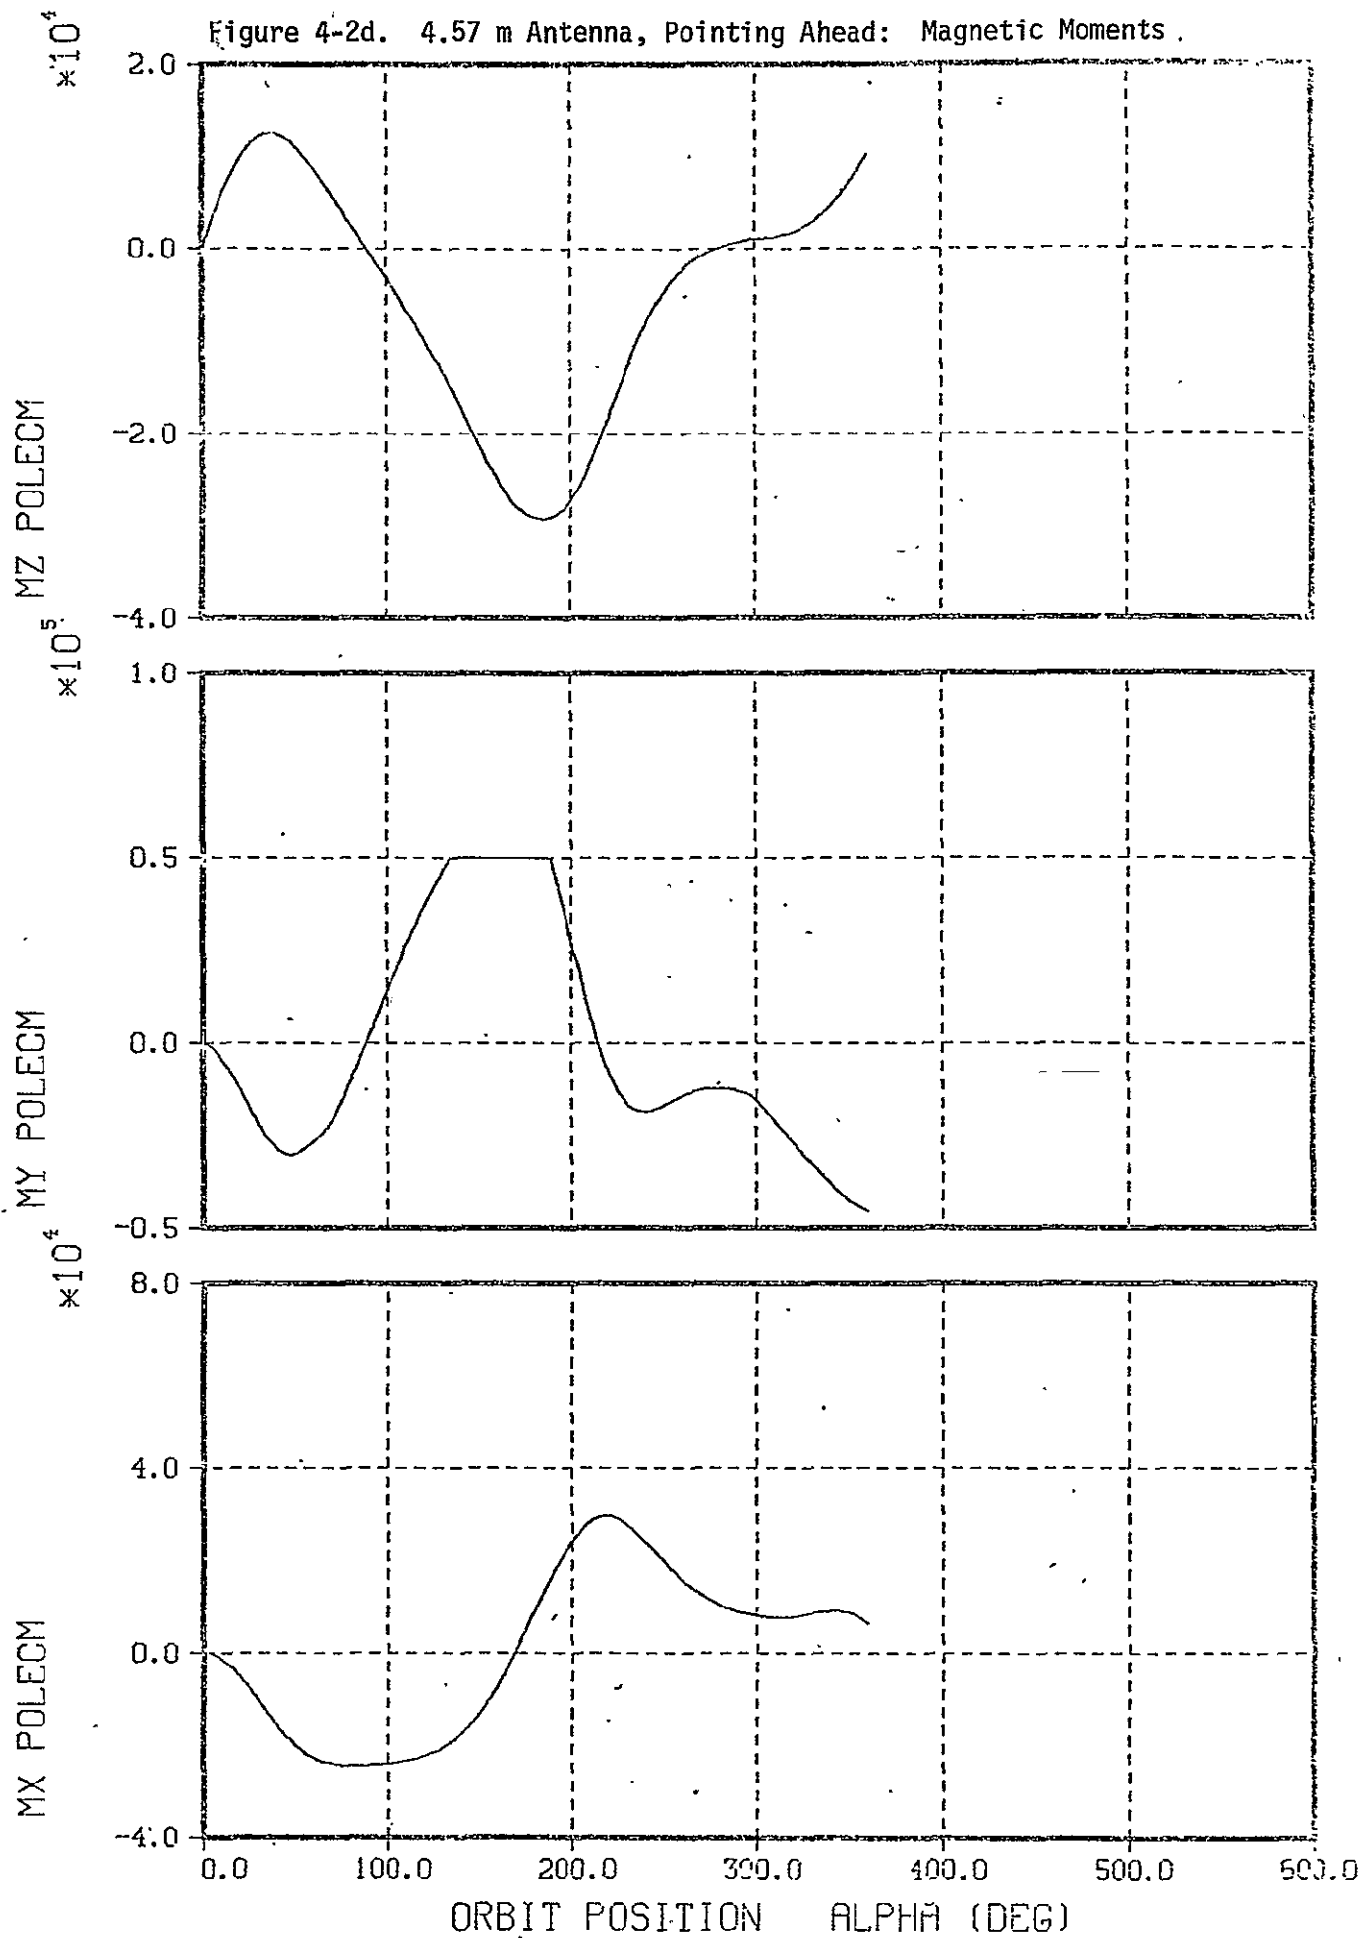 Figure 4-2d. 4.57 m Antenna, Pointing Ahead: Magnetic Moments.
*10⁴
2.0
0.0
-2.0
-4.0
MZ POLECM
*10⁵
1.0
0.5
0.0
-0.5
MY POLECM
*10⁴
8.0
4.0
0.0
-4.0
MX POLECM
0.0 100.0 200.0 300.0 400.0 500.0 600.0
ORBIT POSITION ALPHA (DEG)